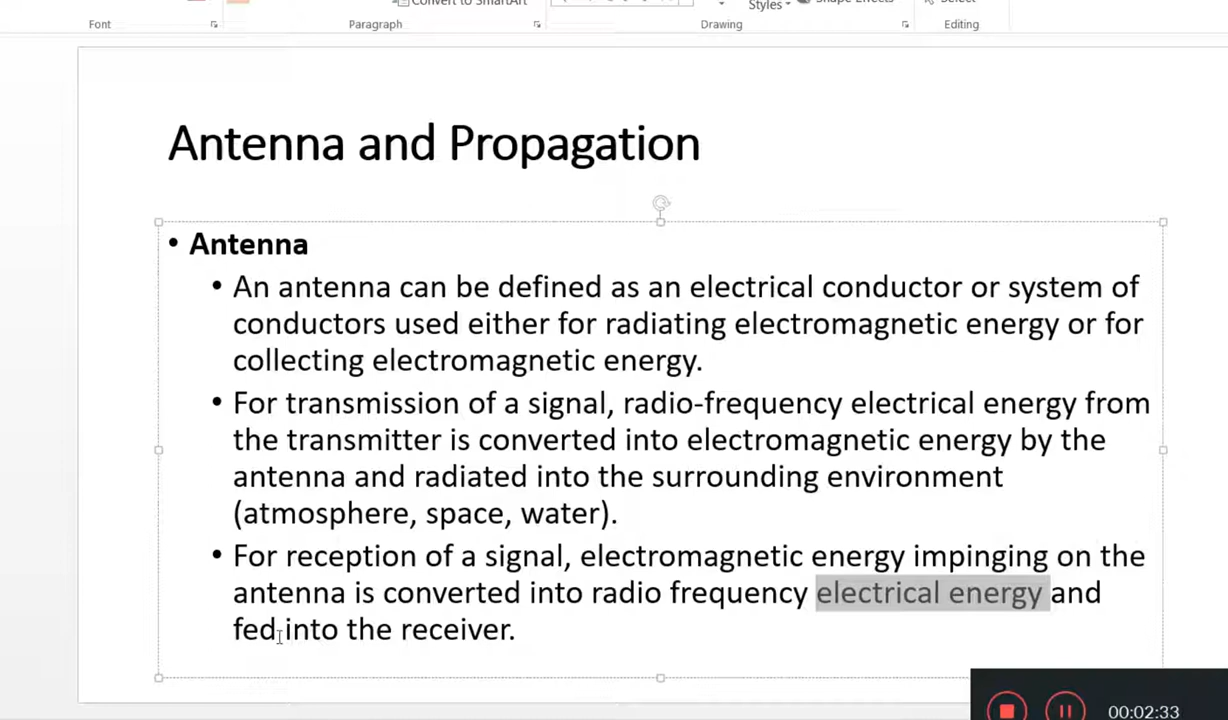 Convert to SmartArt
Styles
Shape Effects
Select
Font
Paragraph
Drawing
Editing
Antenna and Propagation
• Antenna
• An antenna can be defined as an electrical conductor or system of
conductors used either for radiating electromagnetic energy or for
collecting electromagnetic energy.
• For transmission of a signal, radio-frequency electrical energy from
the transmitter is converted into electromagnetic energy by the
antenna and radiated into the surrounding environment
(atmosphere, space, water).
• For reception of a signal, electromagnetic energy impinging on the
antenna is converted into radio frequency electrical energy and
fed into the receiver.
00:02:33